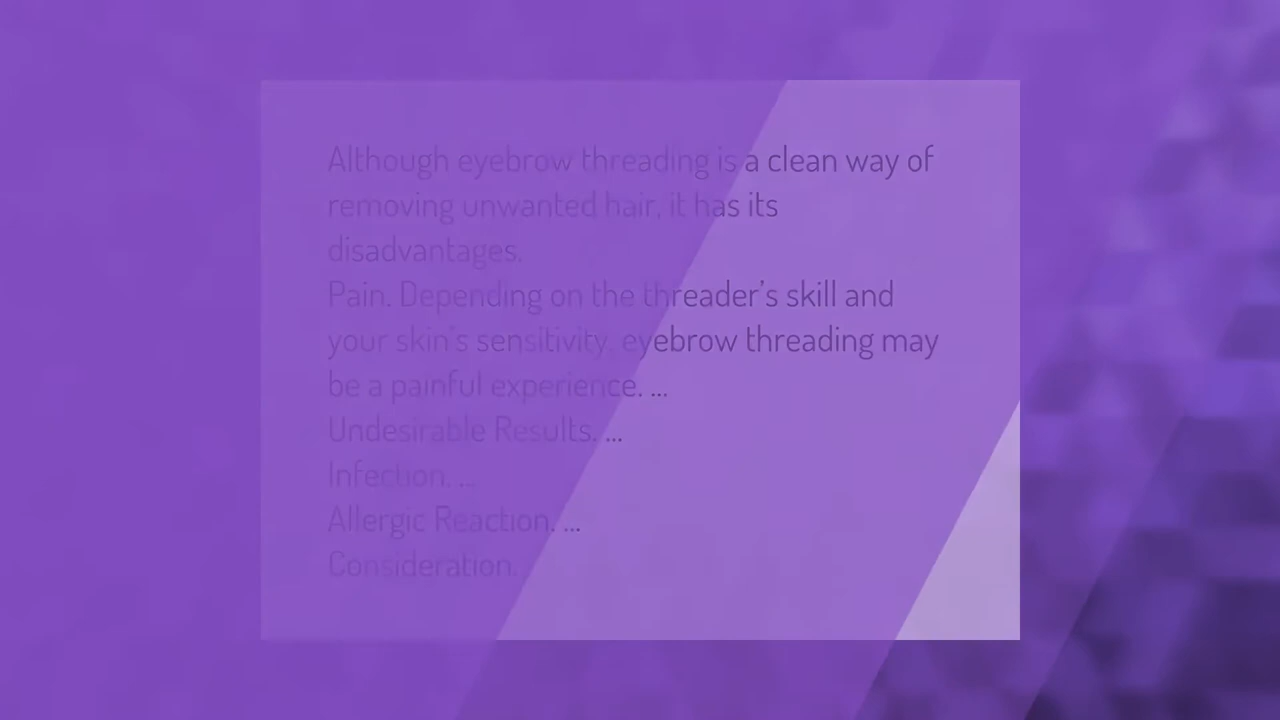 Although eyebrow threading is a clean way of
removing unwanted hair, it has its
disadvantages.
Pain. Depending on the threader’s skill and
your skin’s sensitivity, eyebrow threading may
be a painful experience. ...
Undesirable Results. ...
Infection. ...
Allergic Reaction. ...
Consideration.